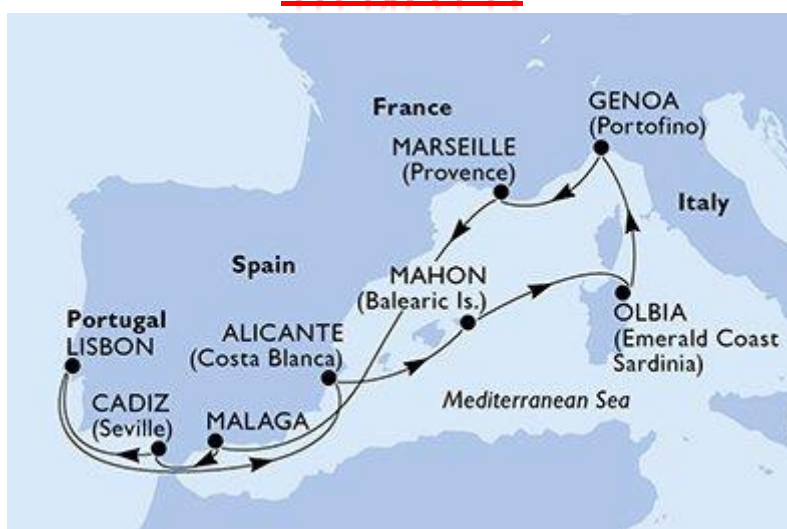 France
GENOA
(Portofino)
MARSEILLE
(Provence)
Italy
Spain
MAHON
(Balearic Is.)
Portugal
LISBON
ALICANTE
(Costa Blanca)
OLBIA
(Emerald Coast
Sardinia)
CADIZ
(Seville)
MALAGA
Mediterranean Sea